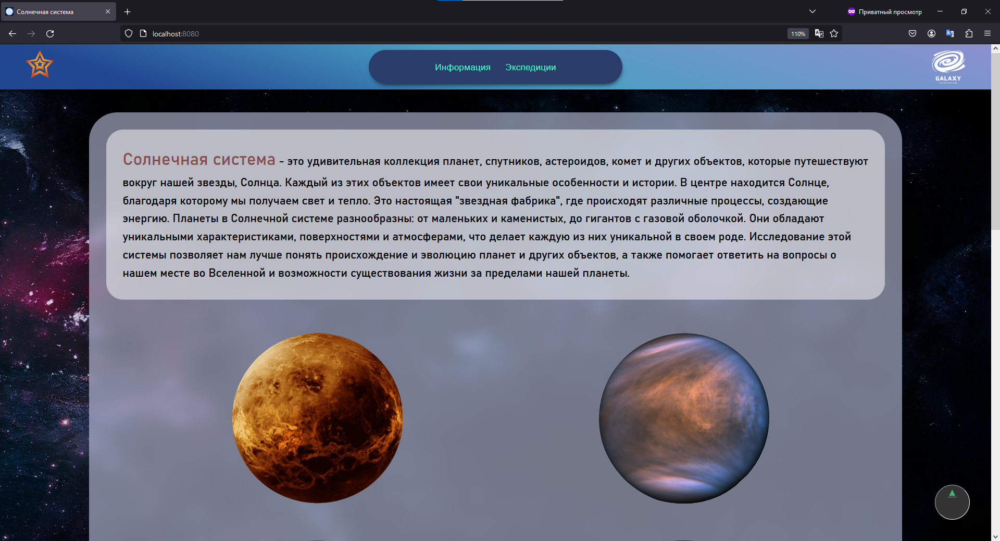 Солнечная система
Приватный просмотр
localhost:8080
110%
Информация Экспедиции
GALAXY
Солнечная система - это удивительная коллекция планет, спутников, астероидов, комет и других объектов, которые путешествуют
вокруг нашей звезды, Солнца. Каждый из этих объектов имеет свои уникальные особенности и истории. В центре находится Солнце,
благодаря которому мы получаем свет и тепло. Это настоящая "звездная фабрика", где происходят различные процессы, создающие
энергию. Планеты в Солнечной системе разнообразны: от маленьких и каменистых, до гигантов с газовой оболочкой. Они обладают
уникальными характеристиками, поверхностями и атмосферами, что делает каждую из них уникальной в своем роде. Исследование этой
системы позволяет нам лучше понять происхождение и эволюцию планет и других объектов, а также помогает ответить на вопросы о
нашем месте во Вселенной и возможности существования жизни за пределами нашей планеты.